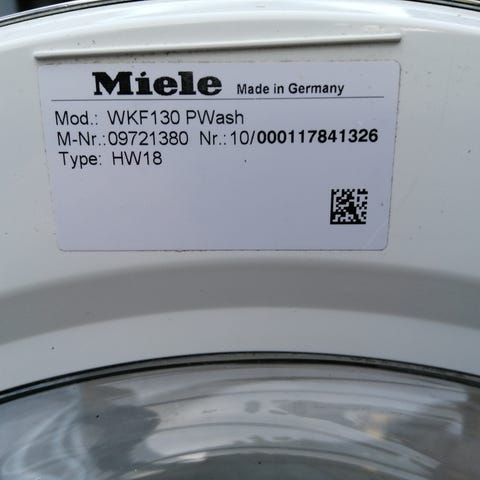 Miele Made in Germany
Mod.: WKF130 PWash
M-Nr.:09721380 Nr.:10/000117841326
Type: HW18